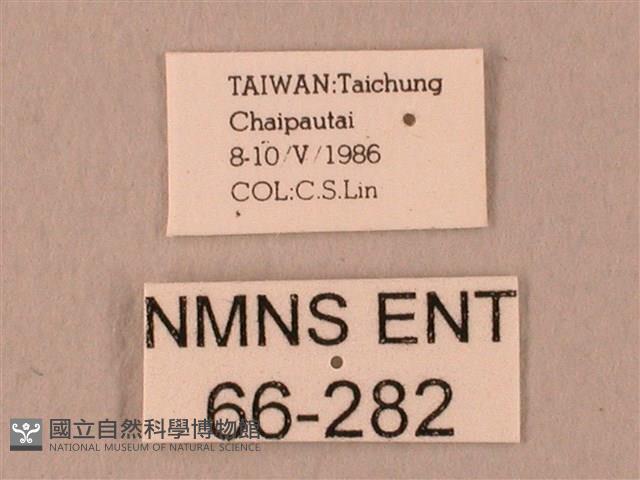 TAIWAN:Taichung
Chaipautai
8-10/V/1986
COL:C.S.Lin
NMNS ENT
66-282
國立自然科學博物館
NATIONAL MUSEUM OF NATURAL SCIENCE